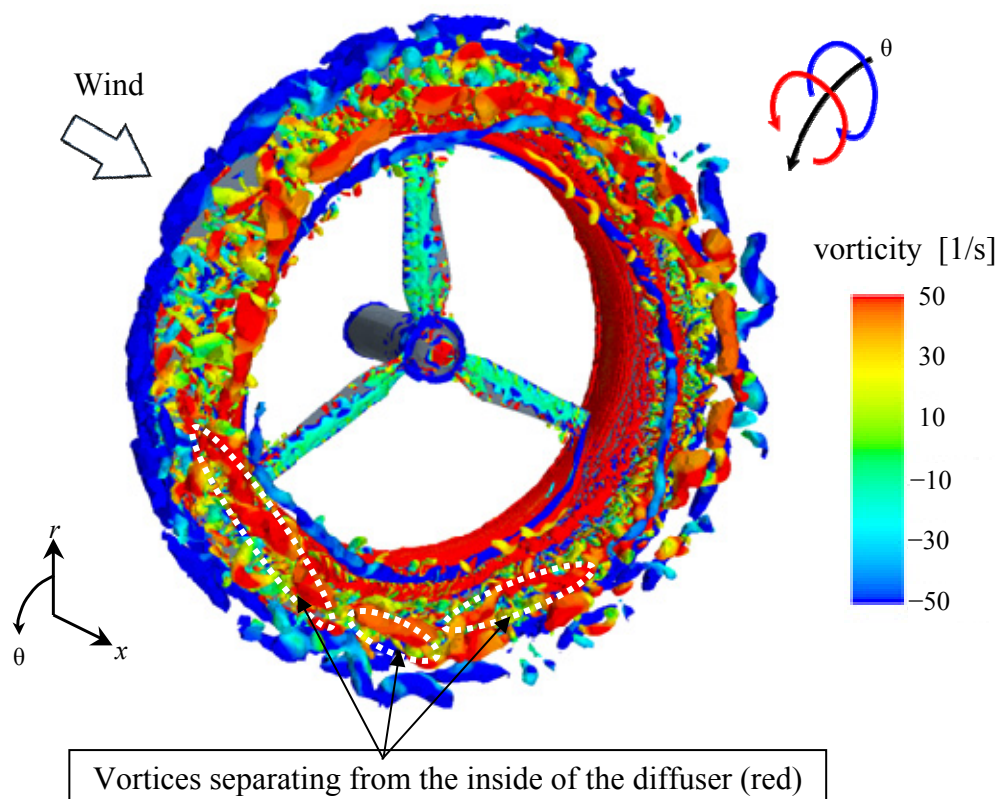 Wind
θ
vorticity [1/s]
50
30
10
−10
−30
−50
r
θ
x
Vortices separating from the inside of the diffuser (red)